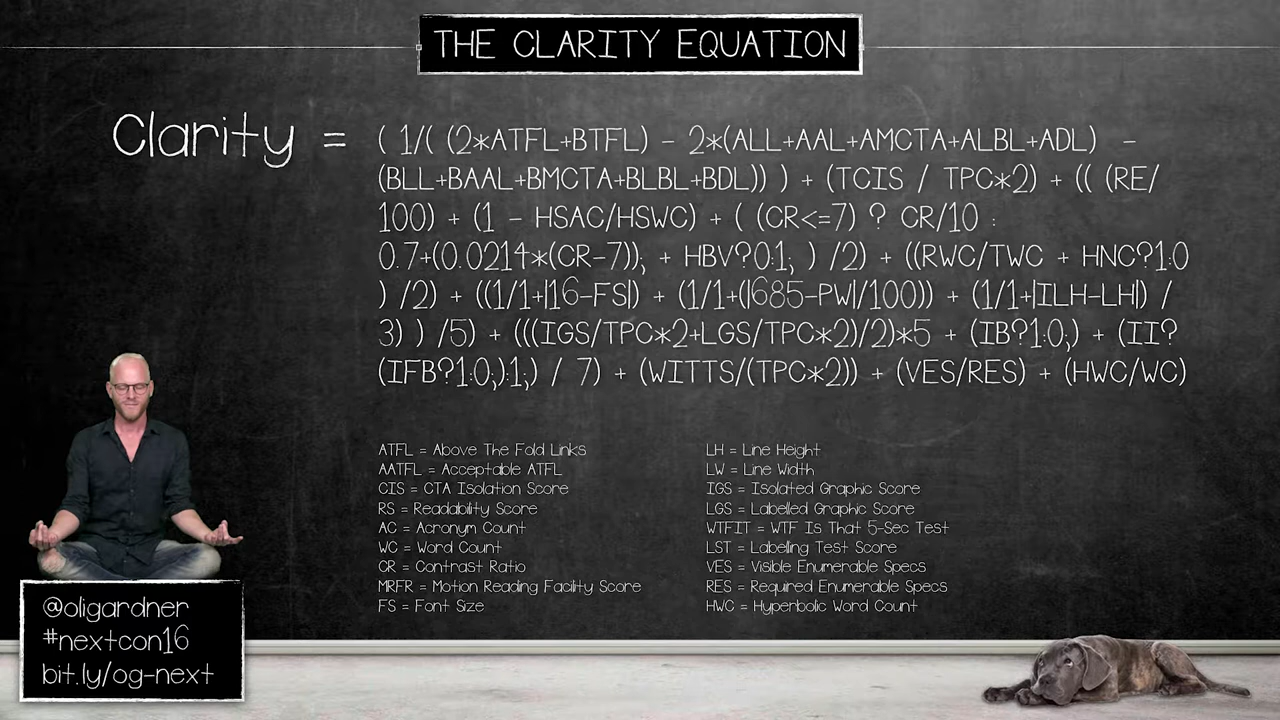 THE CLARITY EQUATION
Clarity =
( 1/( (2*ATFL+BTFL) - 2*(ALL+AAL+AMCTA+ALBL+ADL) -
(BLL+BAAL+BMCTA+BLBL+BDL)) ) + (TCIS / TPC*2) + (( (RE/
100) + (1 - HSAC/HSWC) + ( (CR<=7) ? CR/10 :
0.7+(0.0214*(CR-7)); + HBV?0:1; ) /2) + ((RWC/TWC + HNC?1:0
) /2) + ((1/1+|16-FS|) + (1/1+(|685-PW|/100)) + (1/1+|ILH-LH|) /
3) ) /5) + (((IGS/TPC*2+LGS/TPC*2)/2)*5 + (IB?1:0;) + (II?
(IFB?1:0;):1;) / 7) + (WITTS/(TPC*2)) + (VES/RES) + (HWC/WC)
ATFL = Above The Fold Links
AATFL = Acceptable ATFL
CIS = CTA Isolation Score
RS = Readability Score
AC = Acronym Count
WC = Word Count
CR = Contrast Ratio
MRFR = Motion Reading Facility Score
FS = Font Size
LH = Line Height
LW = Line Width
IGS = Isolated Graphic Score
LGS = Labelled Graphic Score
WTFIT = WTF Is That 5-Sec Test
LST = Labelling Test Score
VES = Visible Enumerable Specs
RES = Required Enumerable Specs
HWC = Hyperbolic Word Count
@oligardner
#nextcon16
bit.ly/og-next